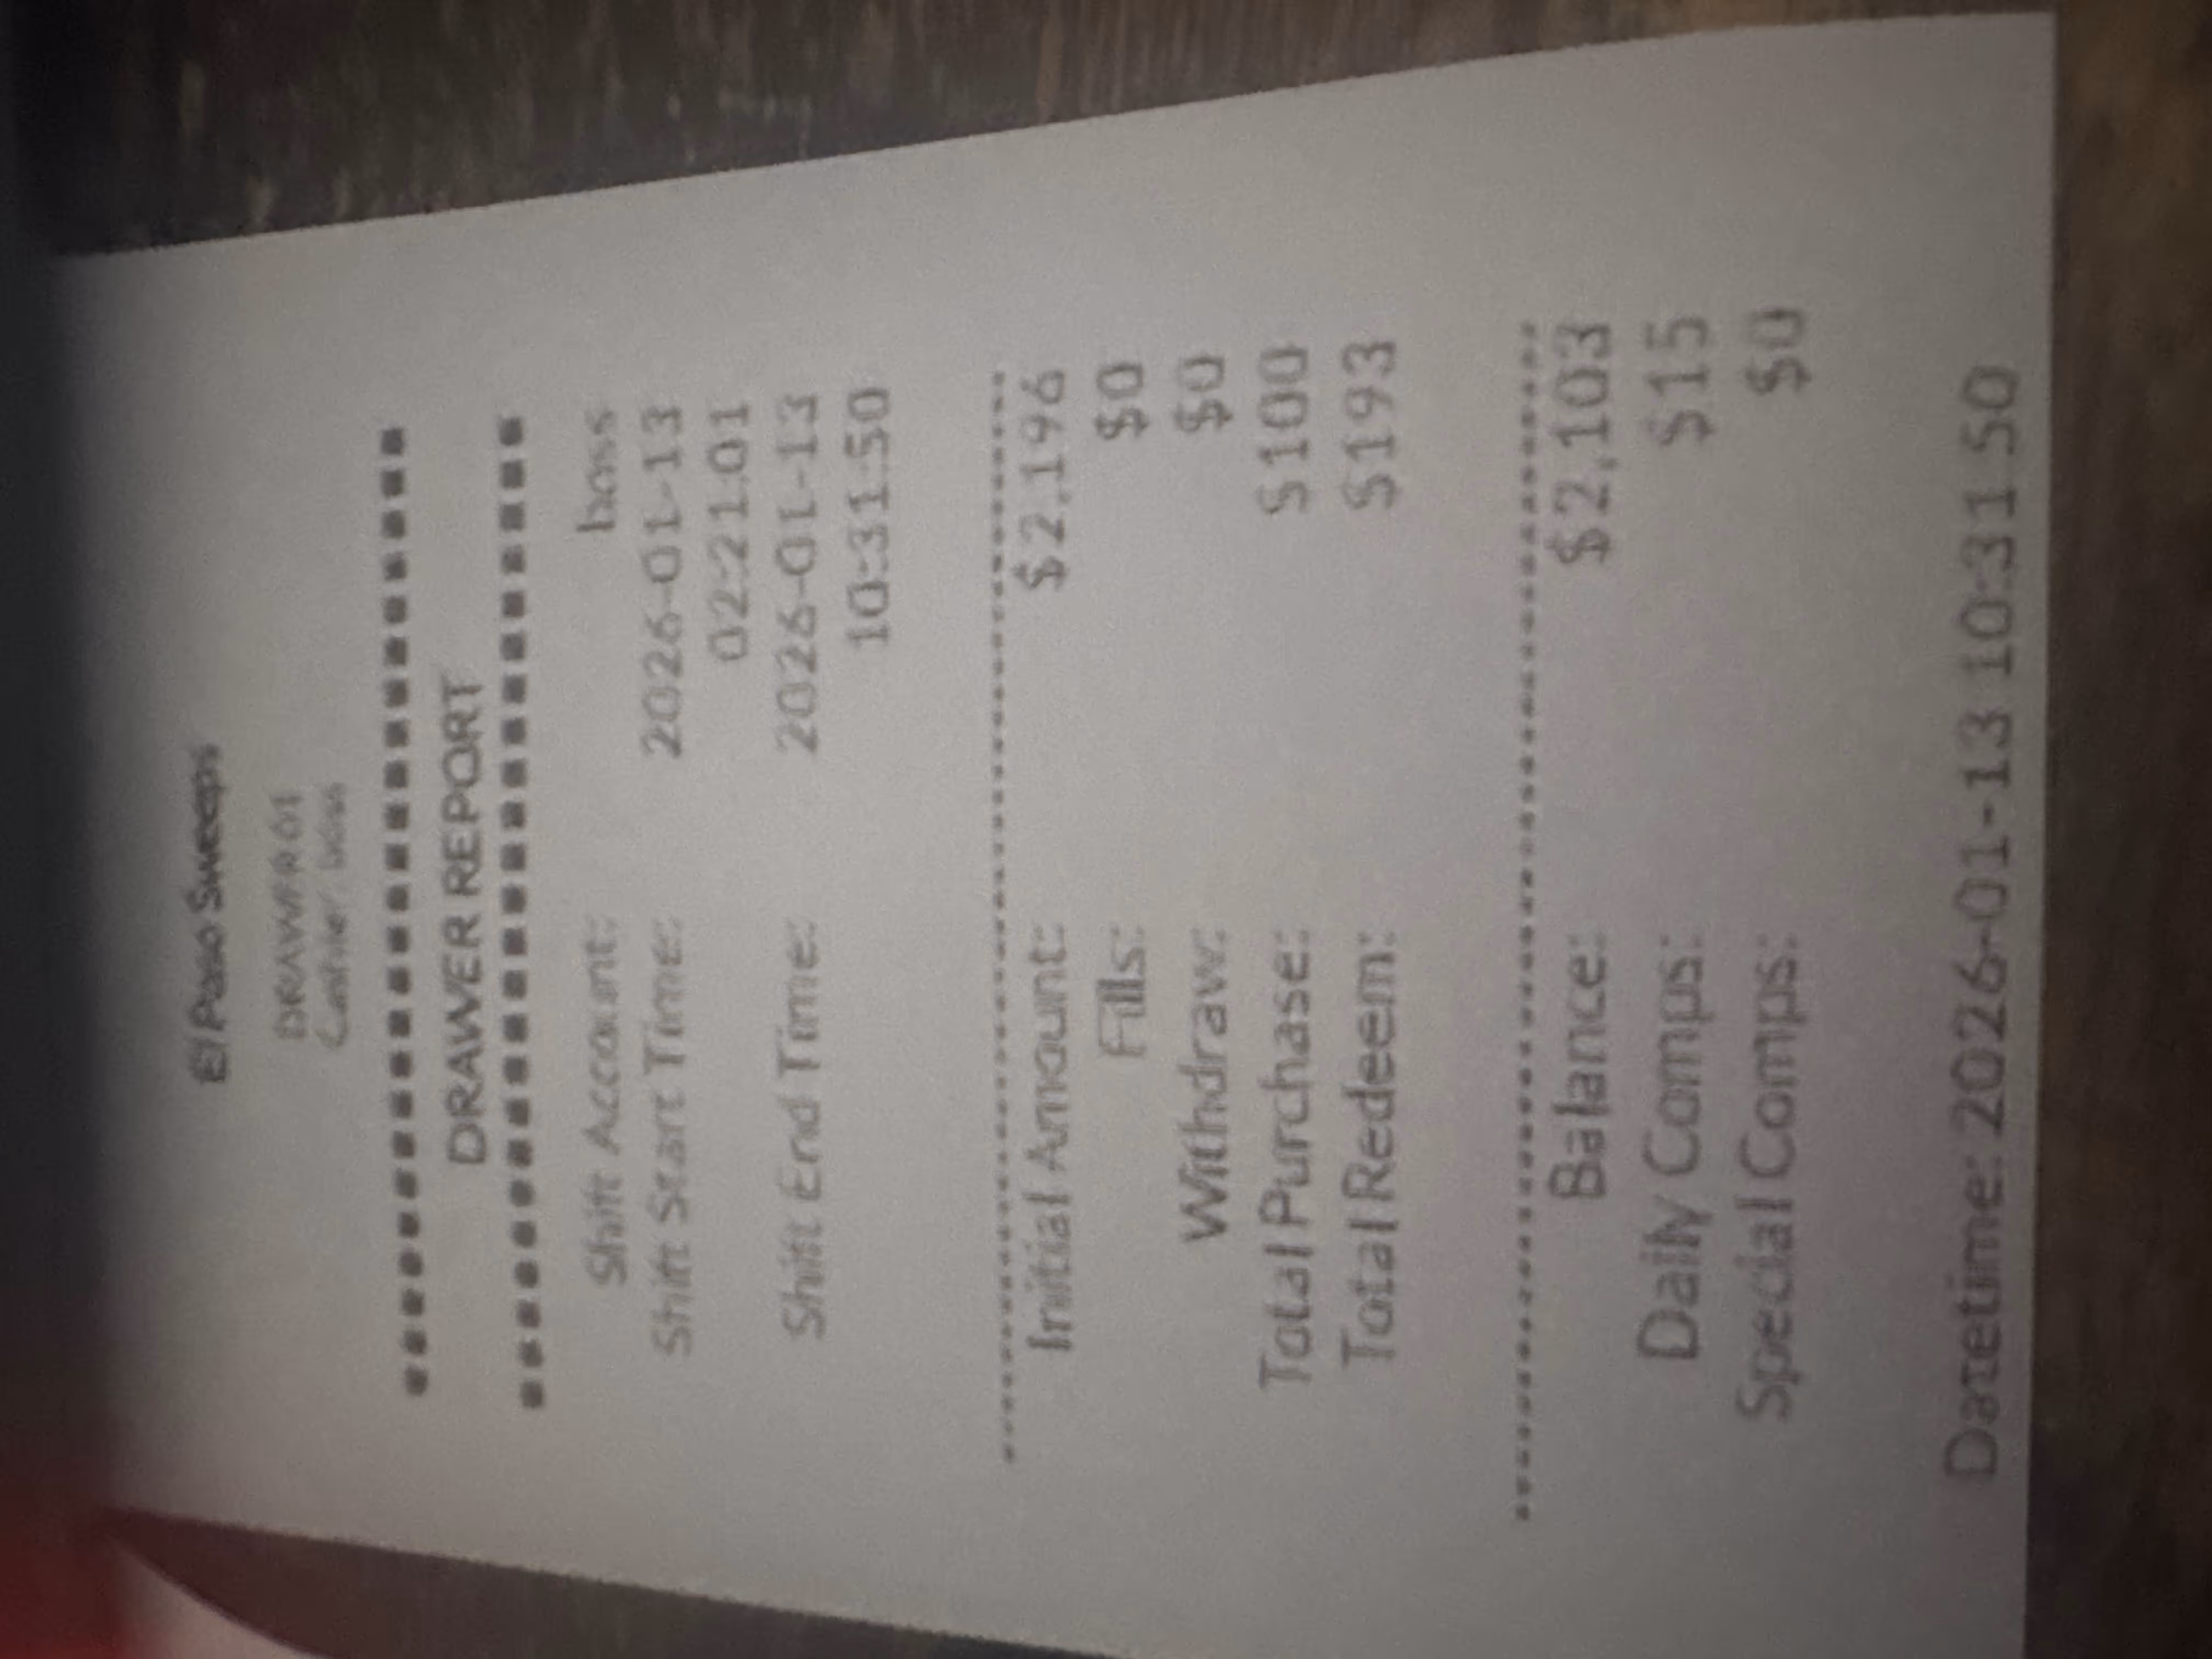 El Paso Sweeps
DRAWER 01
Cashier: boss
DRAWER REPORT
Shift Account: boss
Shift Start Time: 2026-01-13
02:21:01
Shift End Time: 2026-01-13
10:31:50
Initial Amount: $2,196
Fills: $0
Withdraw: $0
Total Purchase: $100
Total Redeem: $193
Balance: $2,103
Daily Comps: $15
Special Comps: $0
Datetime: 2026-01-13 10:31:50